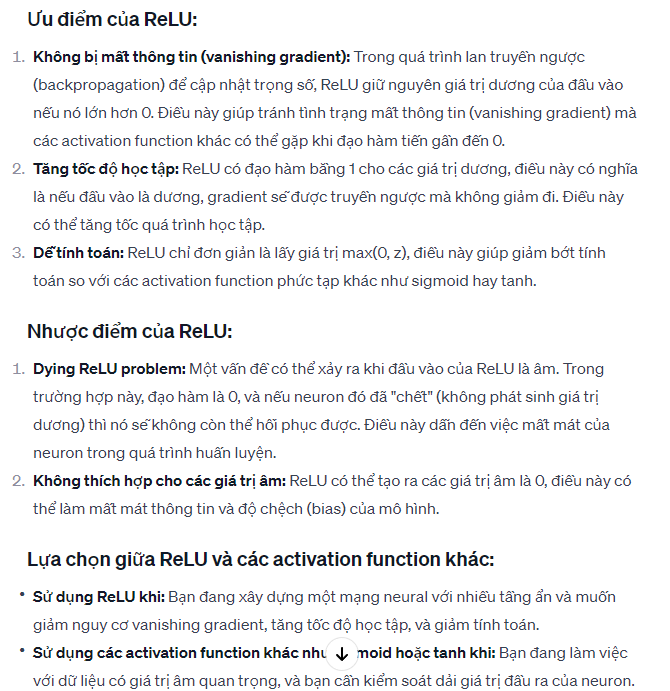 Ưu điểm của ReLU:
1. Không bị mất thông tin (vanishing gradient): Trong quá trình lan truyền ngược
(backpropagation) để cập nhật trọng số, ReLU giữ nguyên giá trị dương của đầu vào
nếu nó lớn hơn 0. Điều này giúp tránh tình trạng mất thông tin (vanishing gradient) mà
các activation function khác có thể gặp khi đạo hàm tiến gần đến 0.
2. Tăng tốc độ học tập: ReLU có đạo hàm bằng 1 cho các giá trị dương, điều này có nghĩa
là nếu đầu vào là dương, gradient sẽ được truyền ngược mà không giảm đi. Điều này
có thể tăng tốc quá trình học tập.
3. Dễ tính toán: ReLU chỉ đơn giản là lấy giá trị max(0, z), điều này giúp giảm bớt tính
toán so với các activation function phức tạp khác như sigmoid hay tanh.
Nhược điểm của ReLU:
1. Dying ReLU problem: Một vấn đề có thể xảy ra khi đầu vào của ReLU là âm. Trong
trường hợp này, đạo hàm là 0, và nếu neuron đó đã "chết" (không phát sinh giá trị
dương) thì nó sẽ không còn thể hồi phục được. Điều này dẫn đến việc mất mát của
neuron trong quá trình huấn luyện.
2. Không thích hợp cho các giá trị âm: ReLU có thể tạo ra các giá trị âm là 0, điều này có
thể làm mất mát thông tin và độ chệch (bias) của mô hình.
Lựa chọn giữa ReLU và các activation function khác:
• Sử dụng ReLU khi: Bạn đang xây dựng một mạng neural với nhiều tầng ẩn và muốn
giảm nguy cơ vanishing gradient, tăng tốc độ học tập, và giảm tính toán.
• Sử dụng các activation function khác như moid hoặc tanh khi: Bạn đang làm việc
với dữ liệu có giá trị âm quan trọng, và bạn cần kiểm soát dải giá trị đầu ra của neuron.